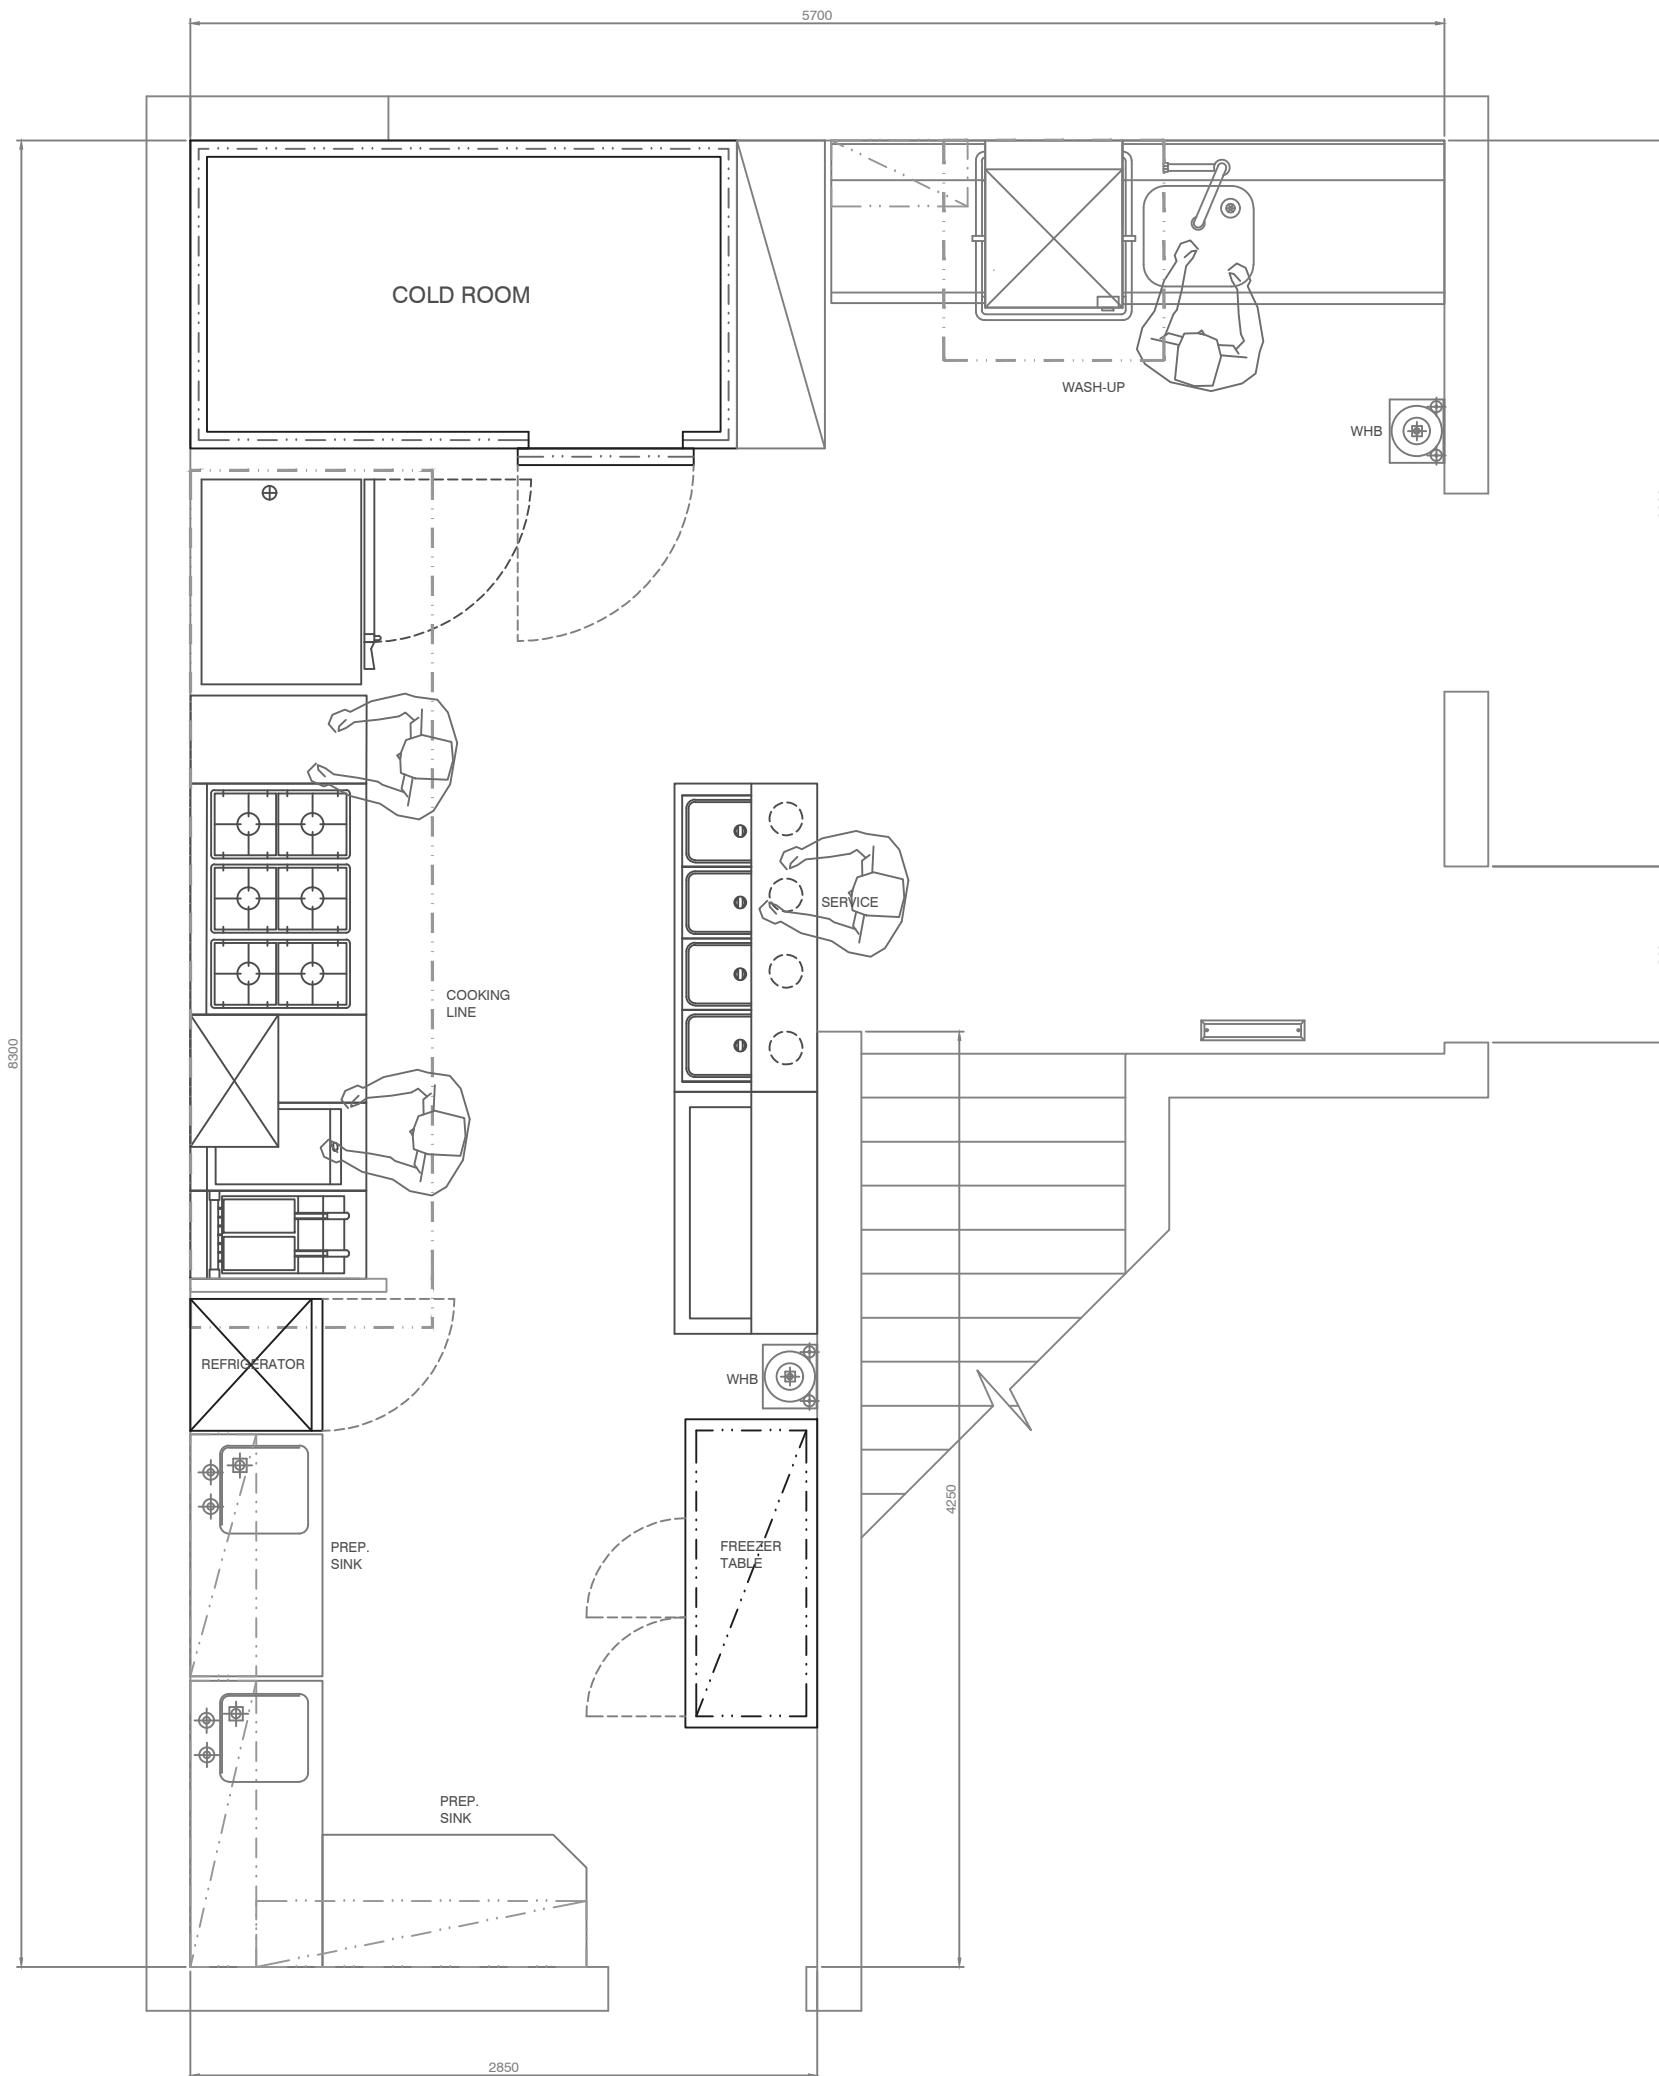 5700
COLD ROOM
WASH-UP
WHB
SERVICE
COOKING
LINE
8300
REFRIGERATOR
WHB
4250
PREP.
SINK
FREEZER
TABLE
PREP.
SINK
2850